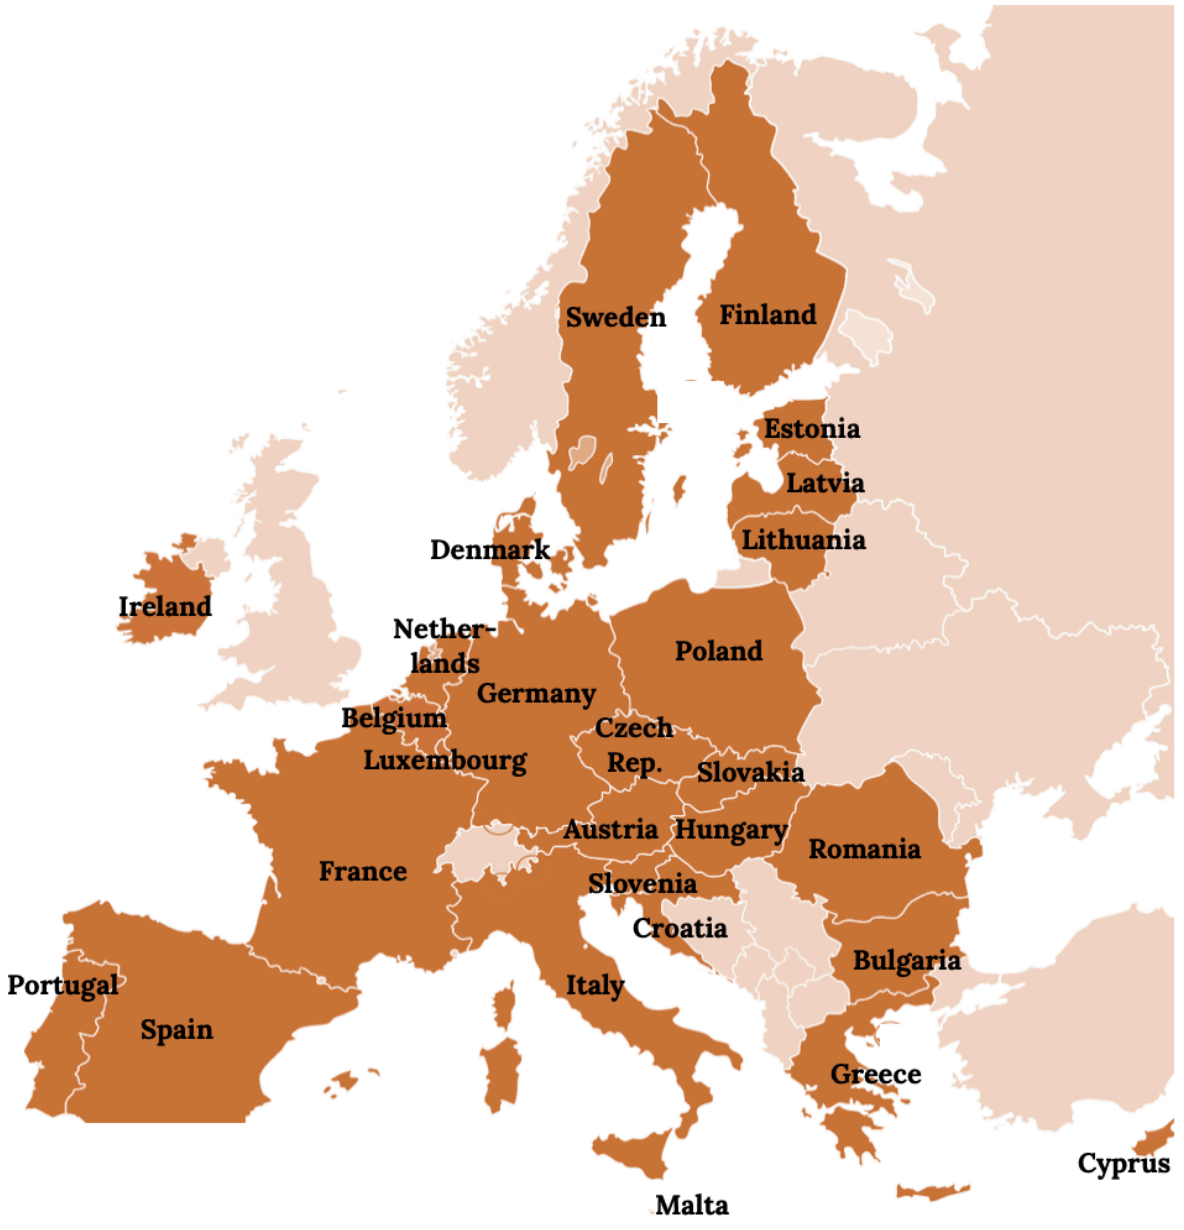 Sweden
Finland
Estonia
Latvia
Lithuania
Denmark
Ireland
Nether-
lands
Poland
Germany
Belgium
Czech
Rep.
Luxembourg
Slovakia
Austria
Hungary
Romania
France
Slovenia
Croatia
Bulgaria
Portugal
Italy
Spain
Greece
Cyprus
Malta